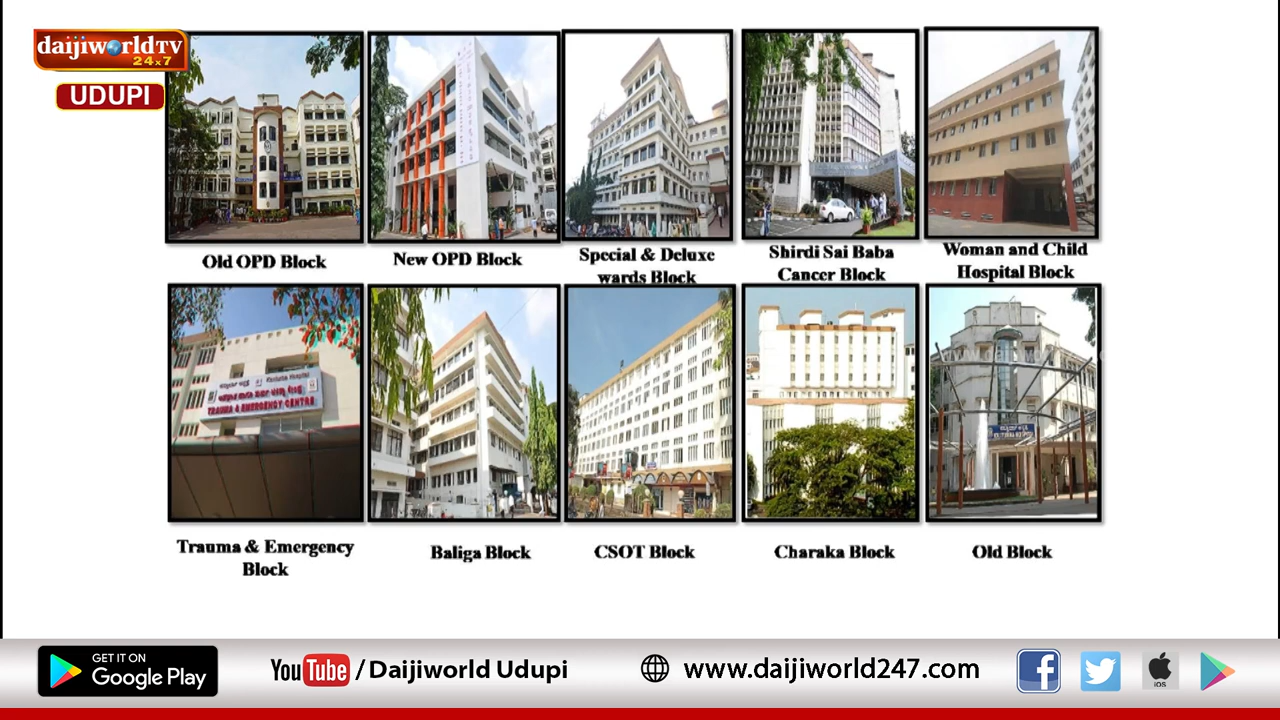 daijiworldTV
24x7
UDUPI
Old OPD Block
New OPD Block
Special & Deluxe
wards Block
Shirdi Sai Baba
Cancer Block
Woman and Child
Hospital Block
Kasturba Hospital
TRAUMA & EMERGENCY CENTRE
Trauma & Emergency
Block
Baliga Block
CSOT Block
Charaka Block
Old Block
GET IT ON
Google Play
YouTube / Daijiworld Udupi
www.daijiworld247.com
iOS